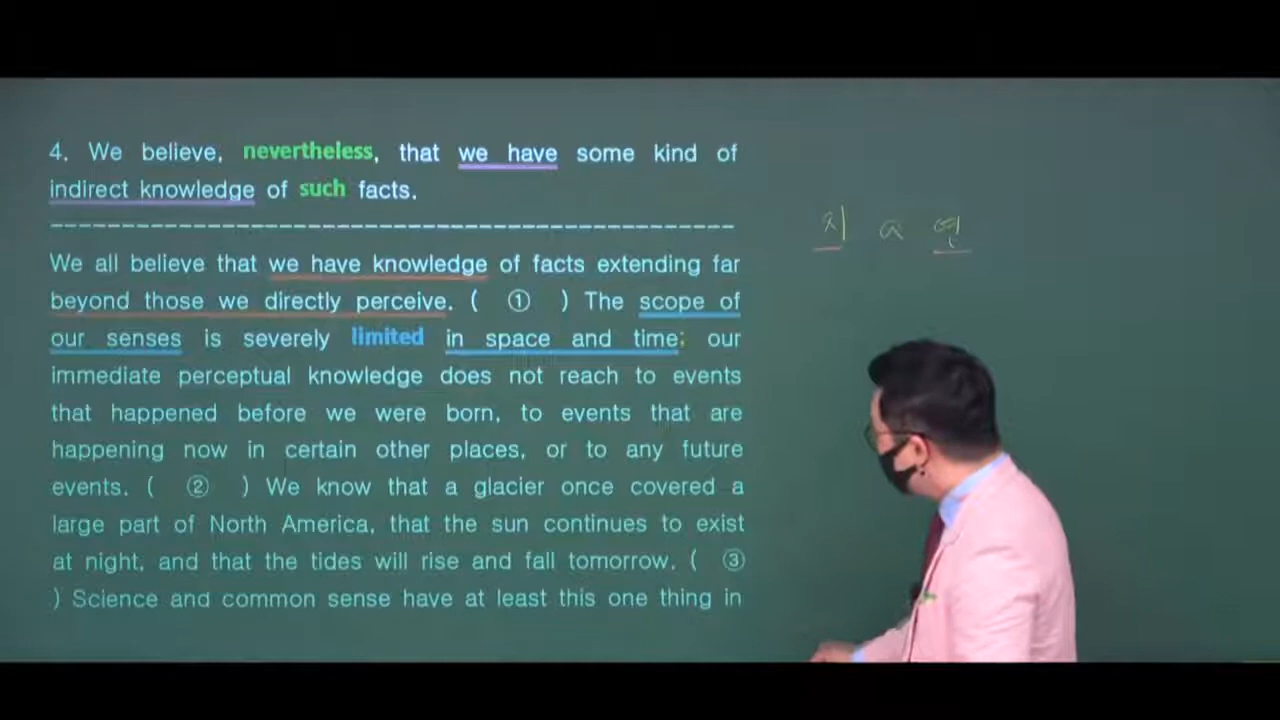 4. We believe, nevertheless, that we have some kind of
indirect knowledge of such facts.
We all believe that we have knowledge of facts extending far
beyond those we directly perceive. ( ① ) The scope of
our senses is severely limited in space and time; our
immediate perceptual knowledge does not reach to events
that happened before we were born, to events that are
happening now in certain other places, or to any future
events. ( ② ) We know that a glacier once covered a
large part of North America, that the sun continues to exist
at night, and that the tides will rise and fall tomorrow. ( ③
) Science and common sense have at least this one thing in
지 a 연